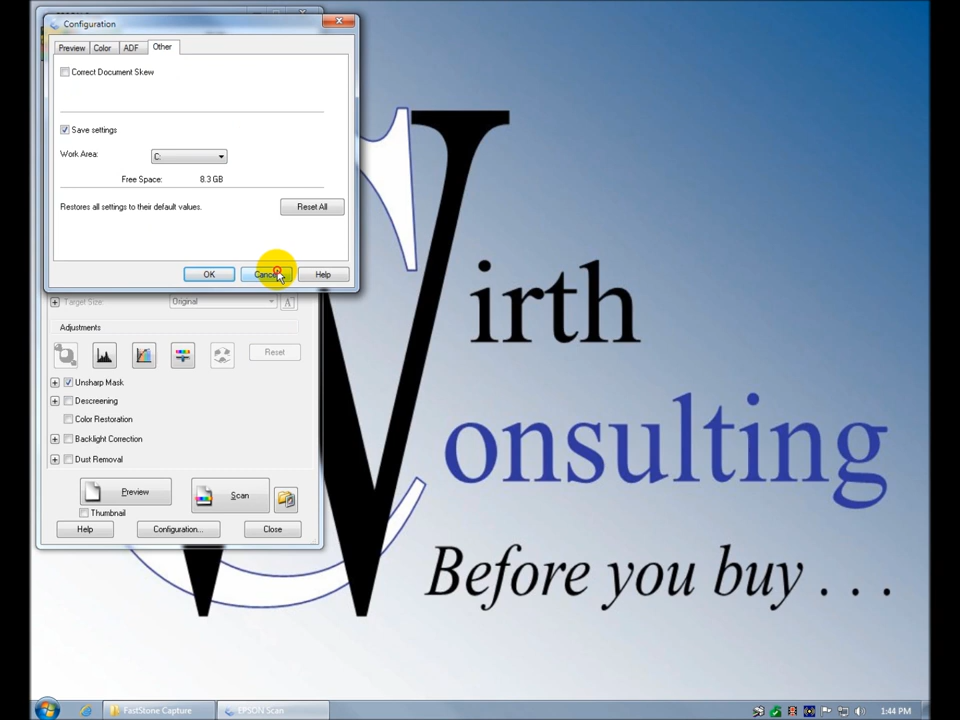 Configuration
Preview Color ADF Other
Correct Document Skew
Save settings
Work Area: C:
Free Space: 8.3 GB
Restores all settings to their default values. Reset All
OK Cancel Help
Target Size: Original
Adjustments
Reset
Unsharp Mask
Descreening
Color Restoration
Backlight Correction
Dust Removal
Preview Scan
Thumbnail
Help Configuration... Close
Wirth
Consulting
Before you buy . . .
FastStone Capture EPSON Scan 1:44 PM